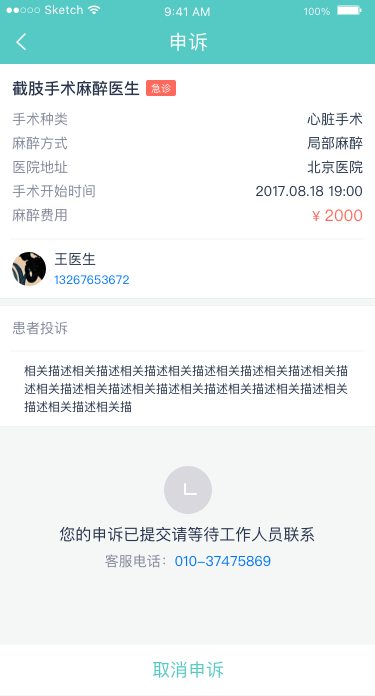 Sketch 9:41 AM 100%
申诉
截肢手术麻醉医生 急诊
手术种类 心脏手术
麻醉方式 局部麻醉
医院地址 北京医院
手术开始时间 2017.08.18 19:00
麻醉费用 ¥ 2000
王医生
13267653672
患者投诉
相关描述相关描述相关描述相关描述相关描述相关描述相关描
述相关描述相关描述相关描述相关描述相关描述相关描述相关
描述相关描述相关描
您的申诉已提交请等待工作人员联系
客服电话：010-37475869
取消申诉